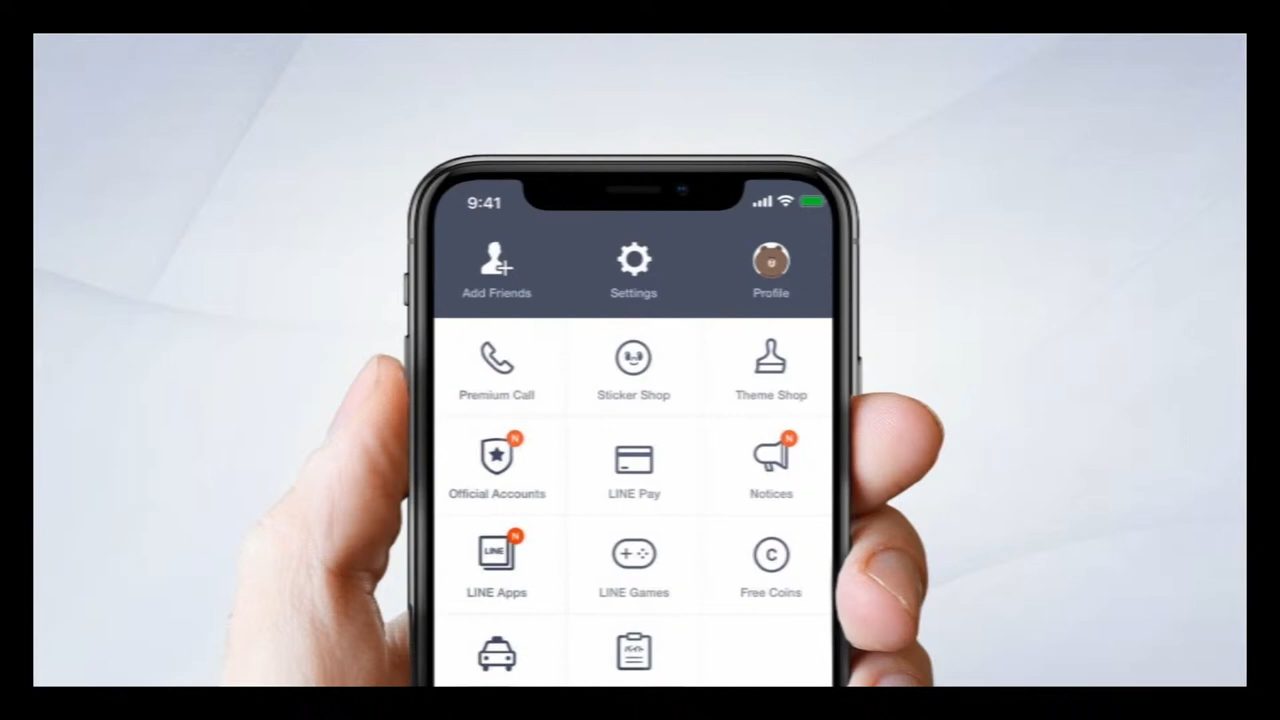 9:41
Add Friends Settings Profile
Premium Call Sticker Shop Theme Shop
N N
Official Accounts LINE Pay Notices
N
LINE C
LINE Apps LINE Games Free Coins